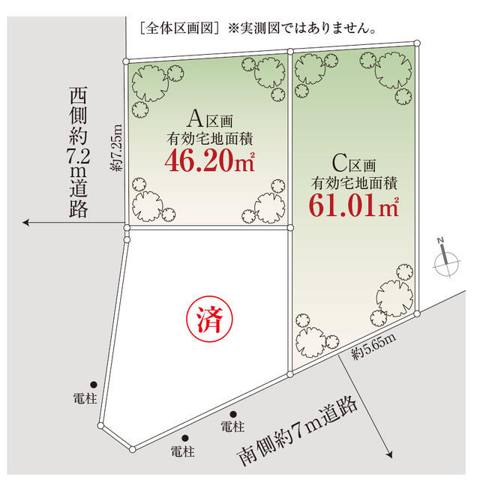 ［全体区画図］※実測図ではありません。
A区画
有効宅地面積
46.20㎡
C区画
有効宅地面積
61.01㎡
西側約7.2m道路
約7.25m
済
N
約5.65m
南側約7m道路
電柱
電柱
電柱